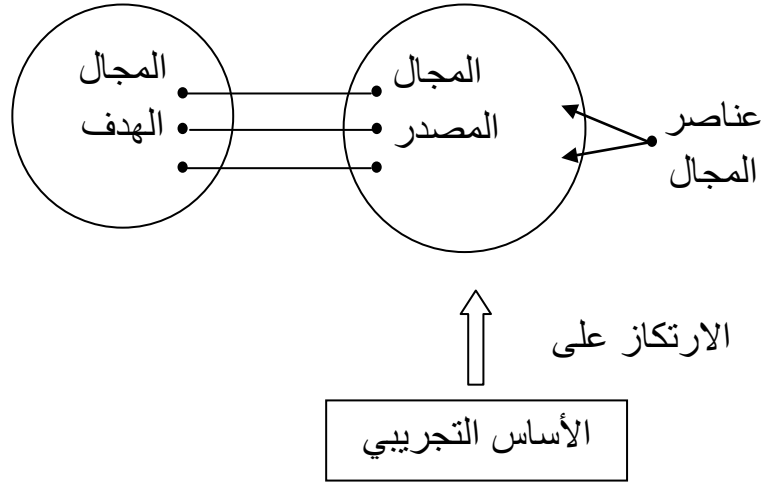 عناصر
المجال
المجال
المصدر
المجال
الهدف
الارتكاز على
الأساس التجريبي